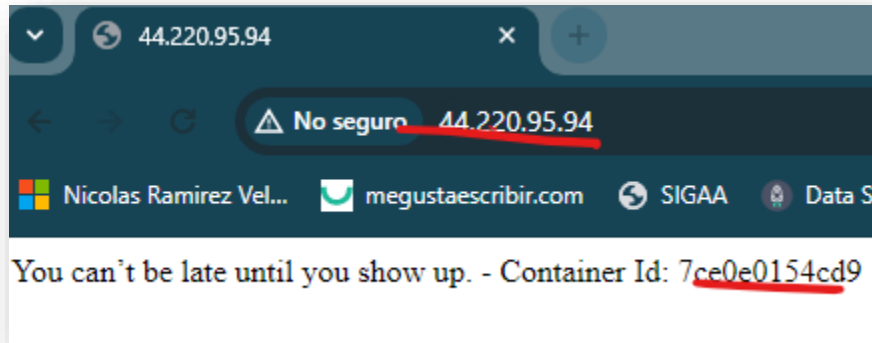 44.220.95.94
No seguro 44.220.95.94
Nicolas Ramirez Vel... megustaescribir.com SIGAA Data S
You can't be late until you show up. - Container Id: 7ce0e0154cd9